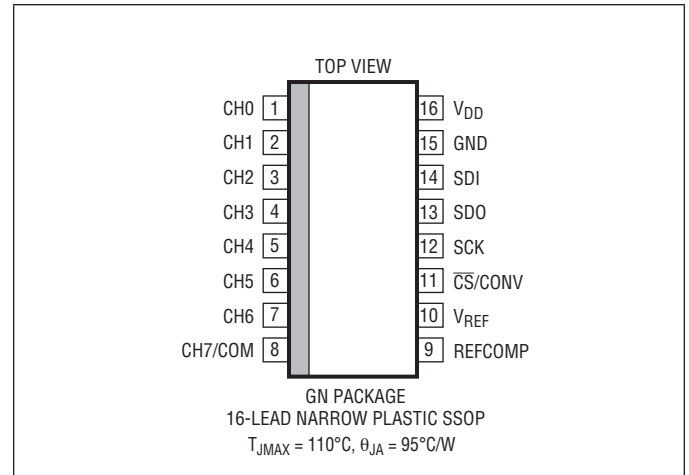 TOP VIEW
CH0 1 16 VDD
CH1 2 15 GND
CH2 3 14 SDI
CH3 4 13 SDO
CH4 5 12 SCK
CH5 6 11 C̅S̅/CONV
CH6 7 10 VREF
CH7/COM 8 9 REFCOMP
GN PACKAGE
16-LEAD NARROW PLASTIC SSOP
TJMAX = 110°C, θJA = 95°C/W